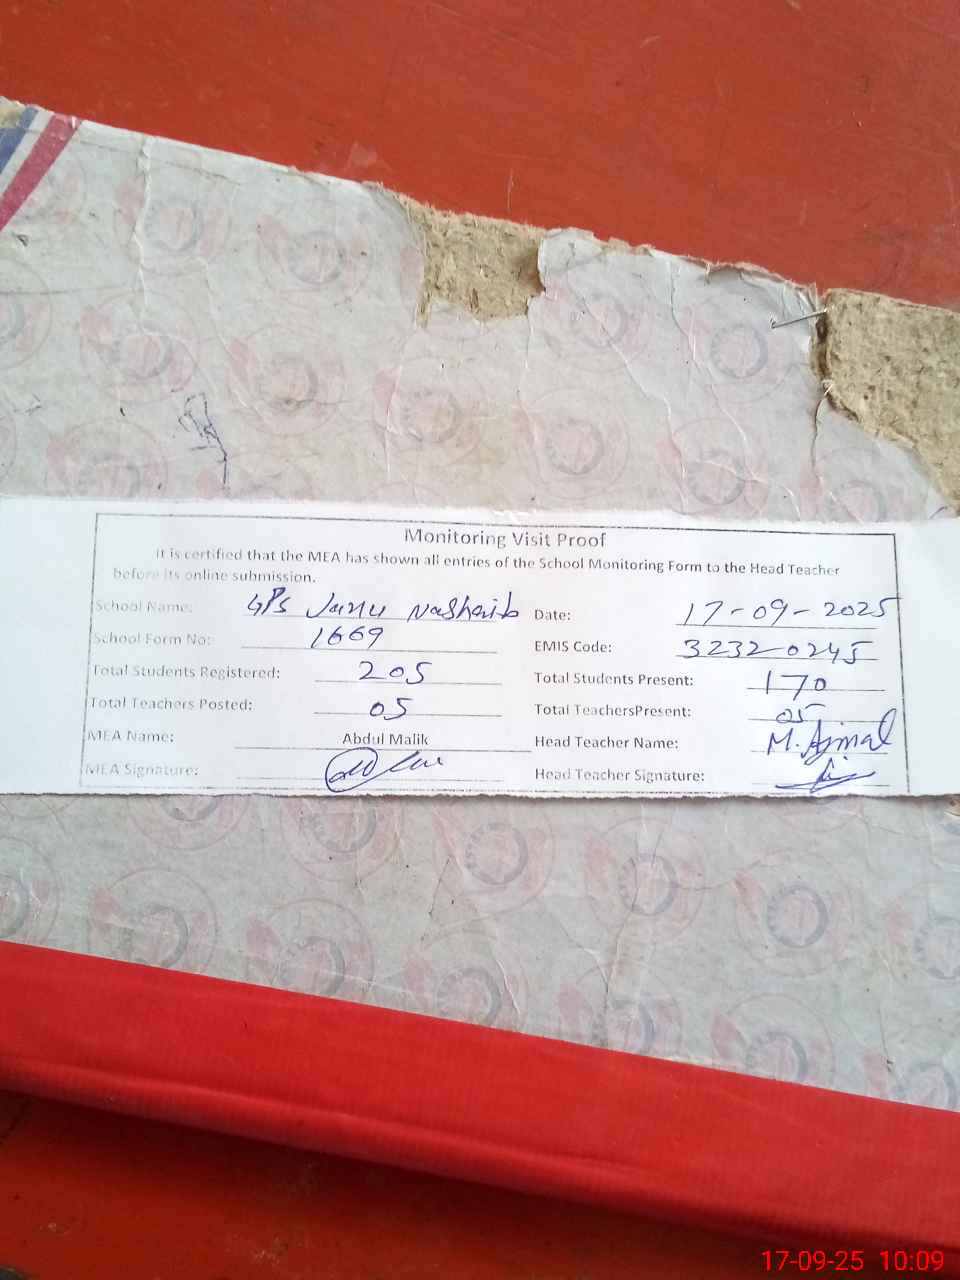 Monitoring Visit Proof
It is certified that the MEA has shown all entries of the School Monitoring Form to the Head Teacher
before its online submission.
School Name: GPS Janu Nashaib Date: 17-09-2025
School Form No: 1669 EMIS Code: 32320245
Total Students Registered: 205 Total Students Present: 170
Total Teachers Posted: 05 Total TeachersPresent: 05
MEA Name: Abdul Malik Head Teacher Name: M. Ajmal
MEA Signature: Head Teacher Signature:
17-09-25 10:09